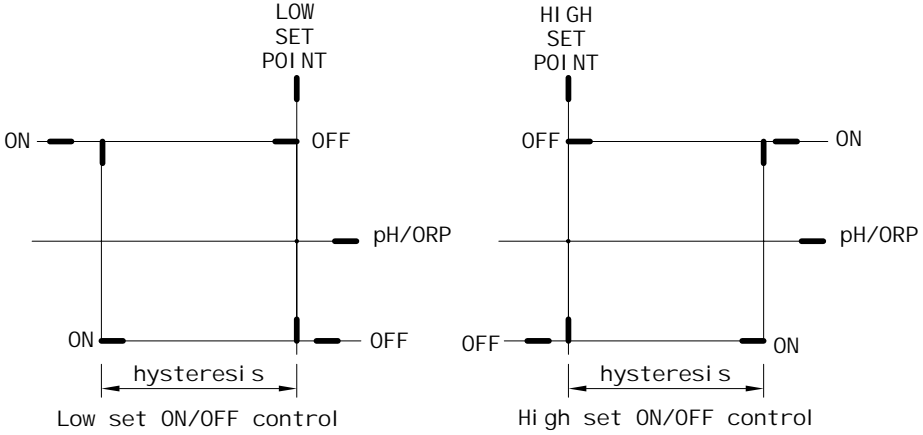 LOW
SET
POINT
ON
OFF
pH/ORP
ON
OFF
hysteresis
Low set ON/OFF control
HIGH
SET
POINT
OFF
ON
pH/ORP
OFF
ON
hysteresis
High set ON/OFF control